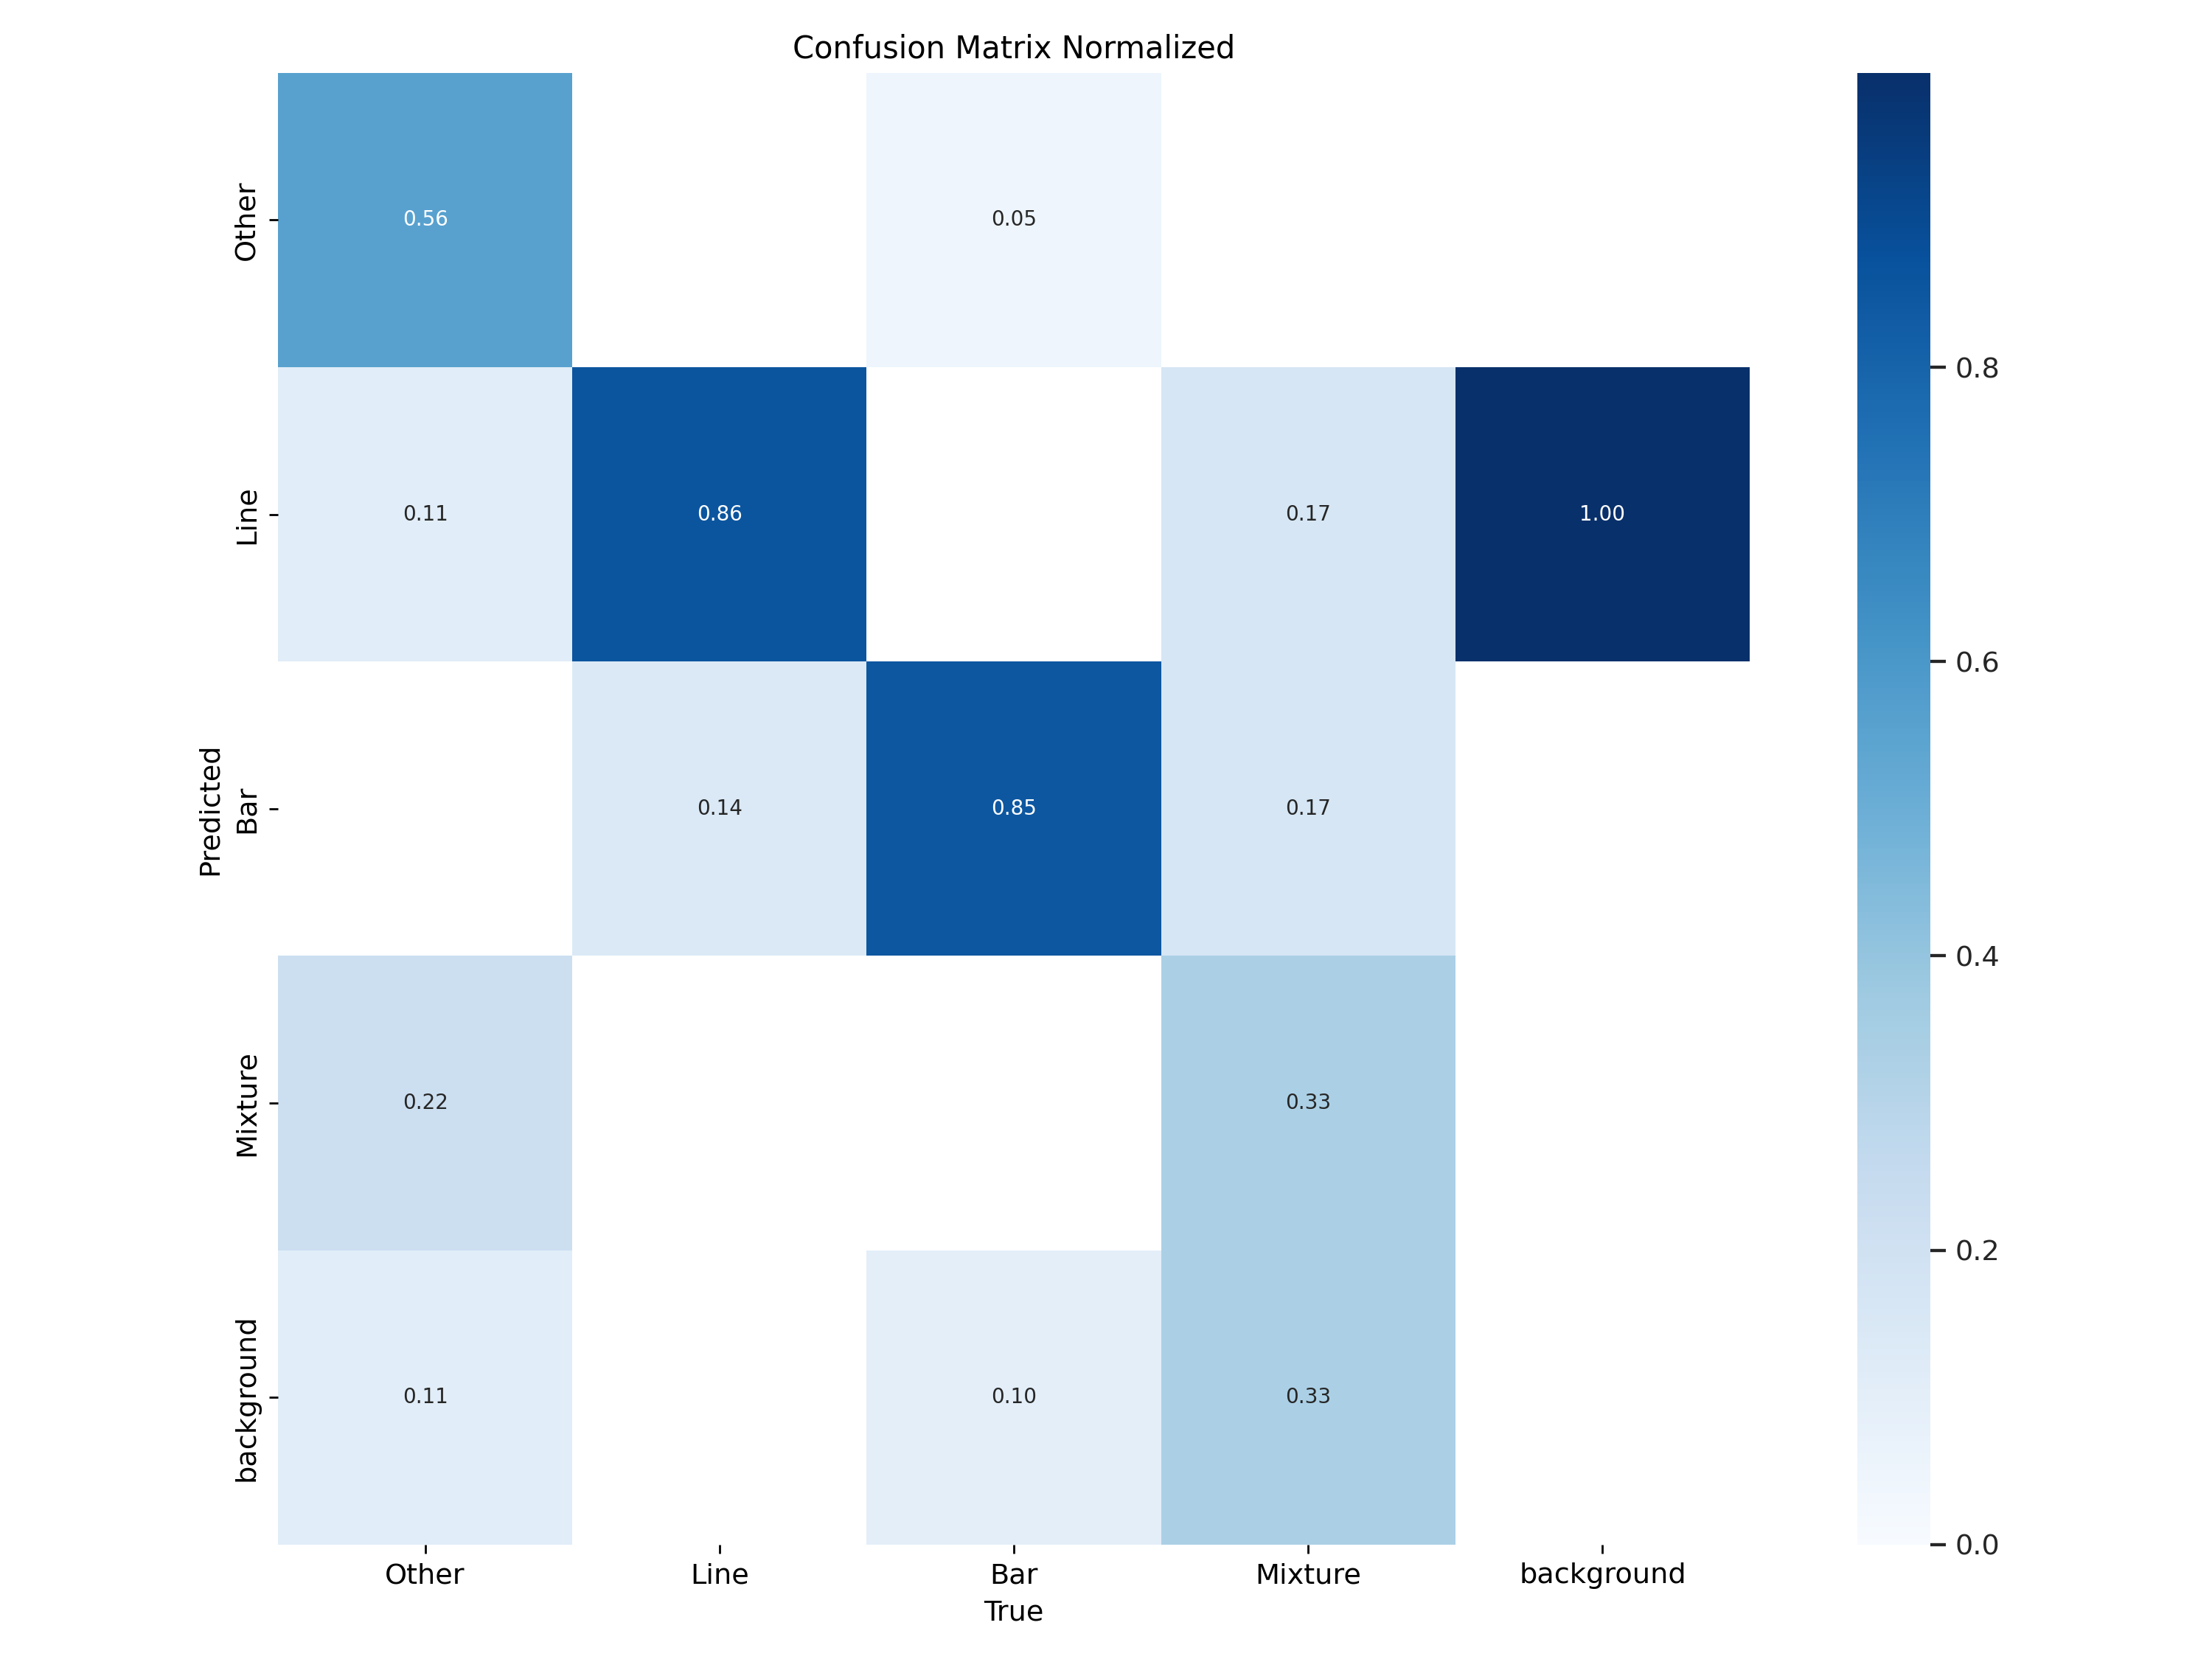 Confusion Matrix Normalized
Other
0.56
0.05
Line
0.11
0.86
0.17
1.00
Predicted
Bar
0.14
0.85
0.17
Mixture
0.22
0.33
background
0.11
0.10
0.33
Other
Line
Bar
Mixture
background
True
0.8
0.6
0.4
0.2
0.0